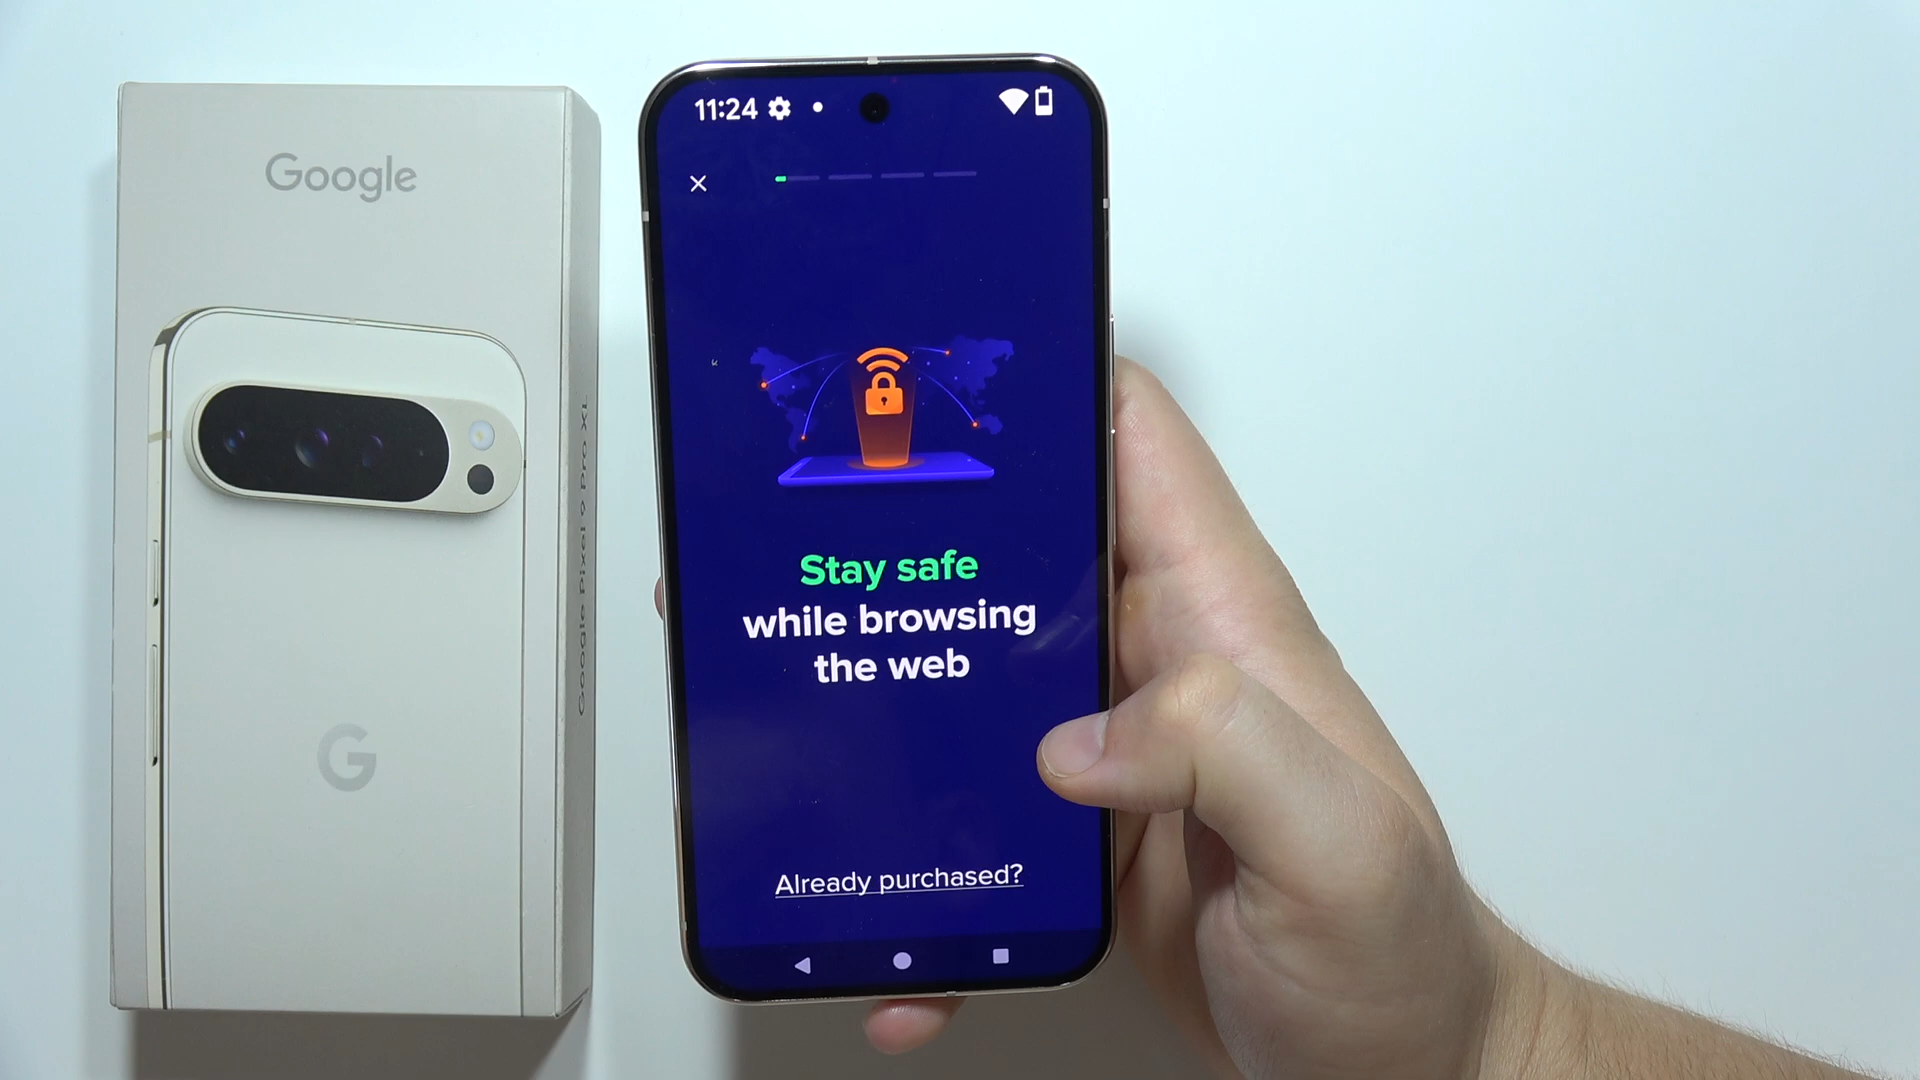 Google
Google Pixel 9 Pro XL
G
11:24
Stay safe
while browsing
the web
Already purchased?